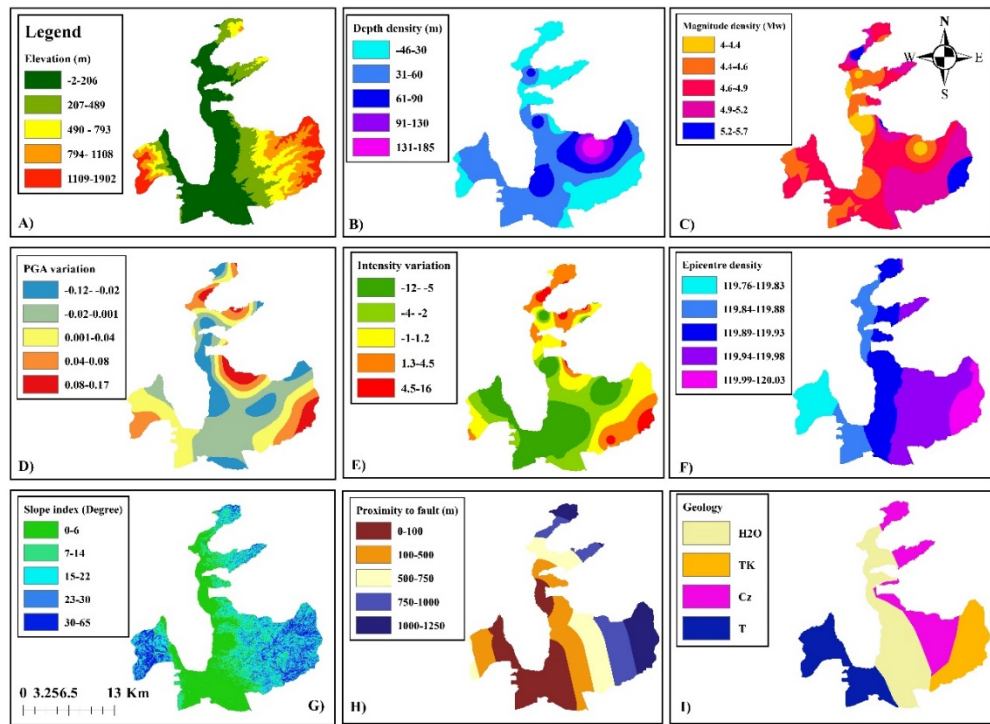 Legend
Elevation (m)
-2-206
207-489
490 - 793
794- 1108
1109-1902
A)
Depth density (m)
-46-30
31-60
61-90
91-130
131-185
B)
Magnitude density (Mw)
4-4.4
4.4-4.6
4.6-4.9
4.9-5.2
5.2-5.7
N
W
E
S
C)
PGA variation
-0.12- -0.02
-0.02-0.001
0.001-0.04
0.04-0.08
0.08-0.17
D)
Intensity variation
-12- -5
-4- -2
-1-1.2
1.3-4.5
4.5-16
E)
Epicentre density
119.76-119.83
119.84-119.88
119.89-119.93
119.94-119.98
119.99-120.03
F)
Slope index (Degree)
0-6
7-14
15-22
23-30
30-65
0 3.256.5 13 Km
G)
Proximity to fault (m)
0-100
100-500
500-750
750-1000
1000-1250
H)
Geology
H2O
TK
Cz
T
I)